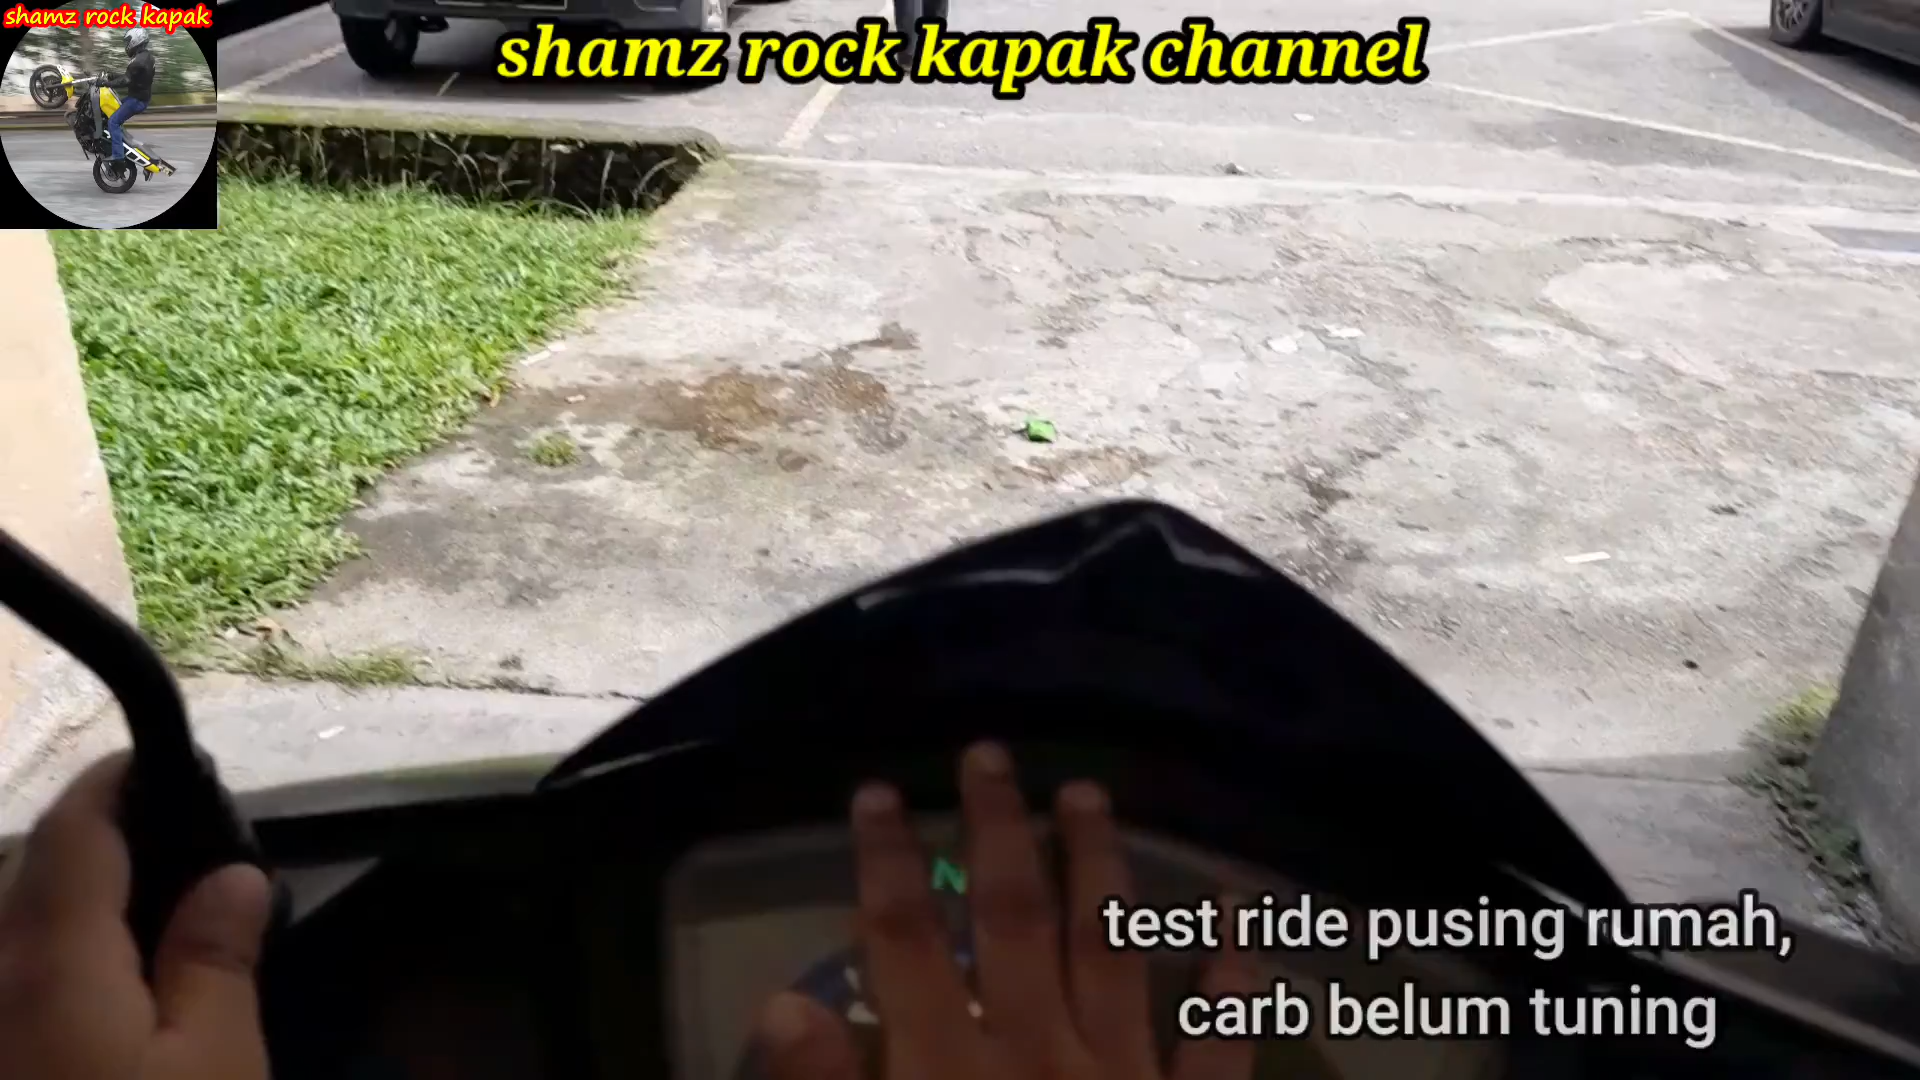 shamz rock kapak
shamz rock kapak channel
N
test ride pusing rumah,
carb belum tuning